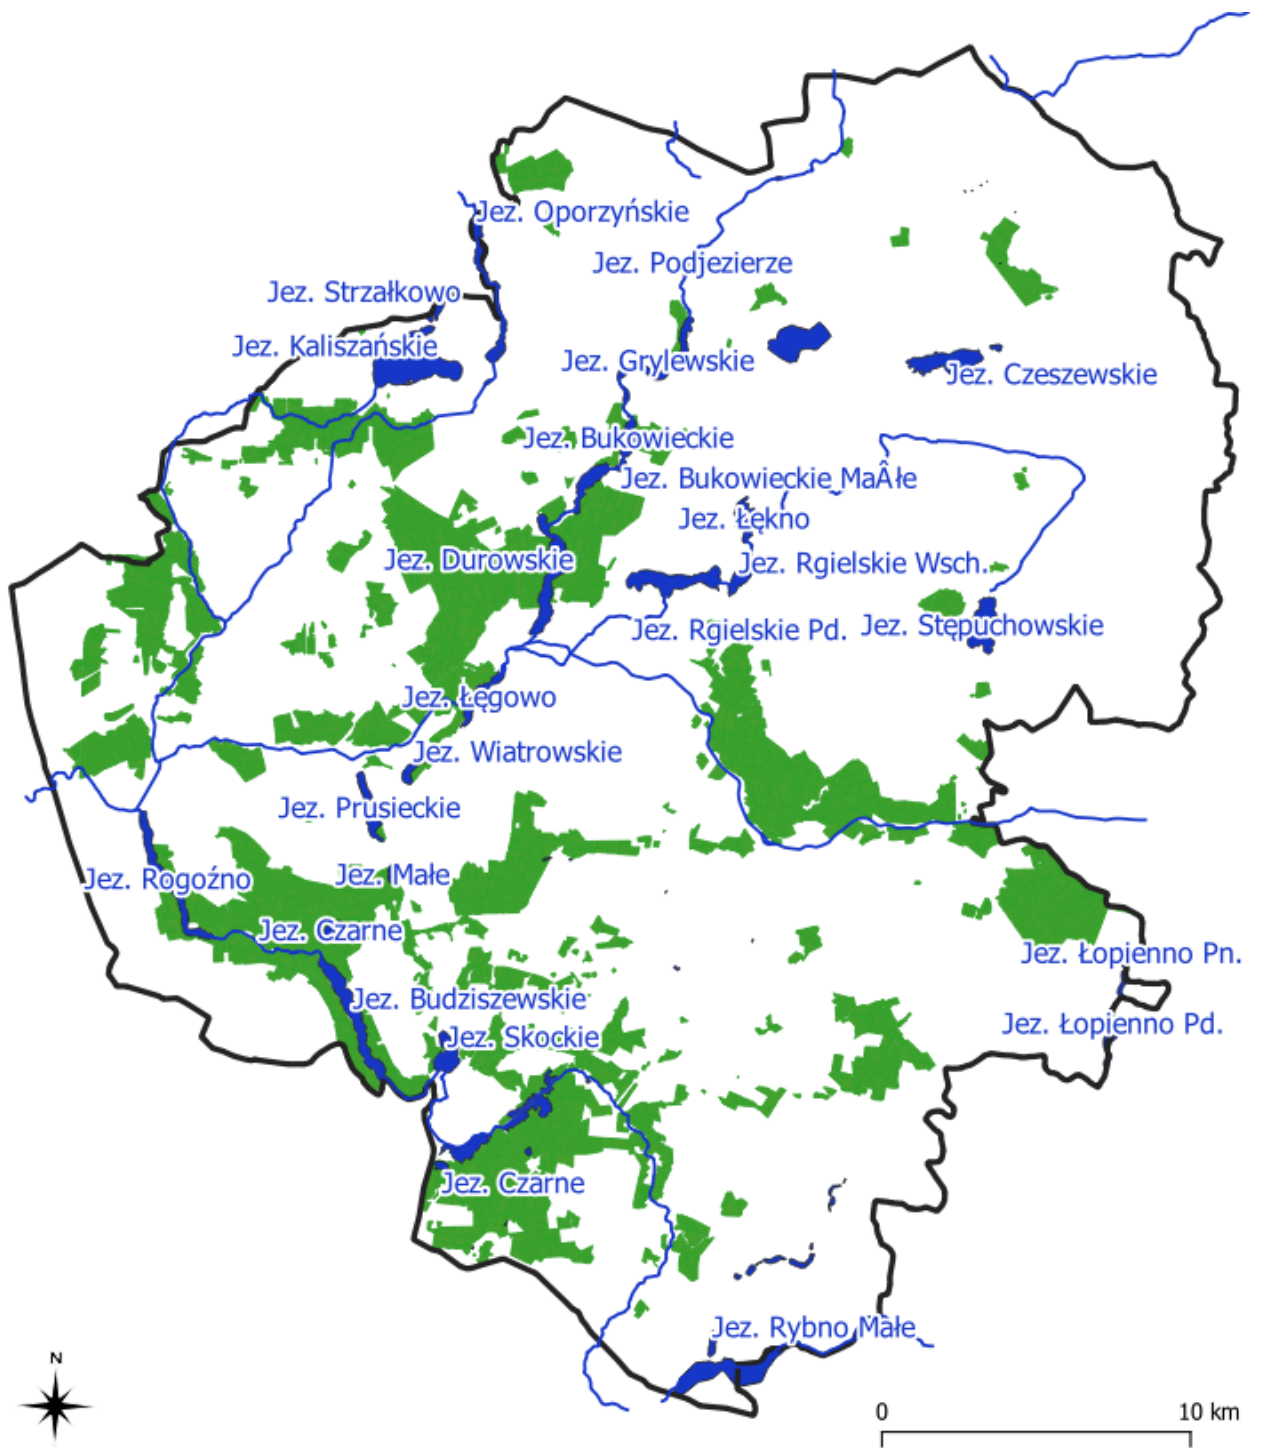 Jez. Oporzyńskie
Jez. Podjezierze
Jez. Strzałkowo
Jez. Kaliszańskie
Jez. Grylewskie
Jez. Czeszewskie
Jez. Bukowieckie
Jez. Bukowieckie MaÂłe
Jez. Łękno
Jez. Durowskie
Jez. Rgielskie Wsch.
Jez. Rgielskie Pd.
Jez. Stępuchowskie
Jez. Łęgowo
Jez. Wiatrowskie
Jez. Prusieckie
Jez. Małe
Jez. Rogoźno
Jez. Czarne
Jez. Łopienno Pn.
Jez. Budziszewskie
Jez. Łopienno Pd.
Jez. Skockie
Jez. Czarne
Jez. Rybno Małe
N
0 10 km